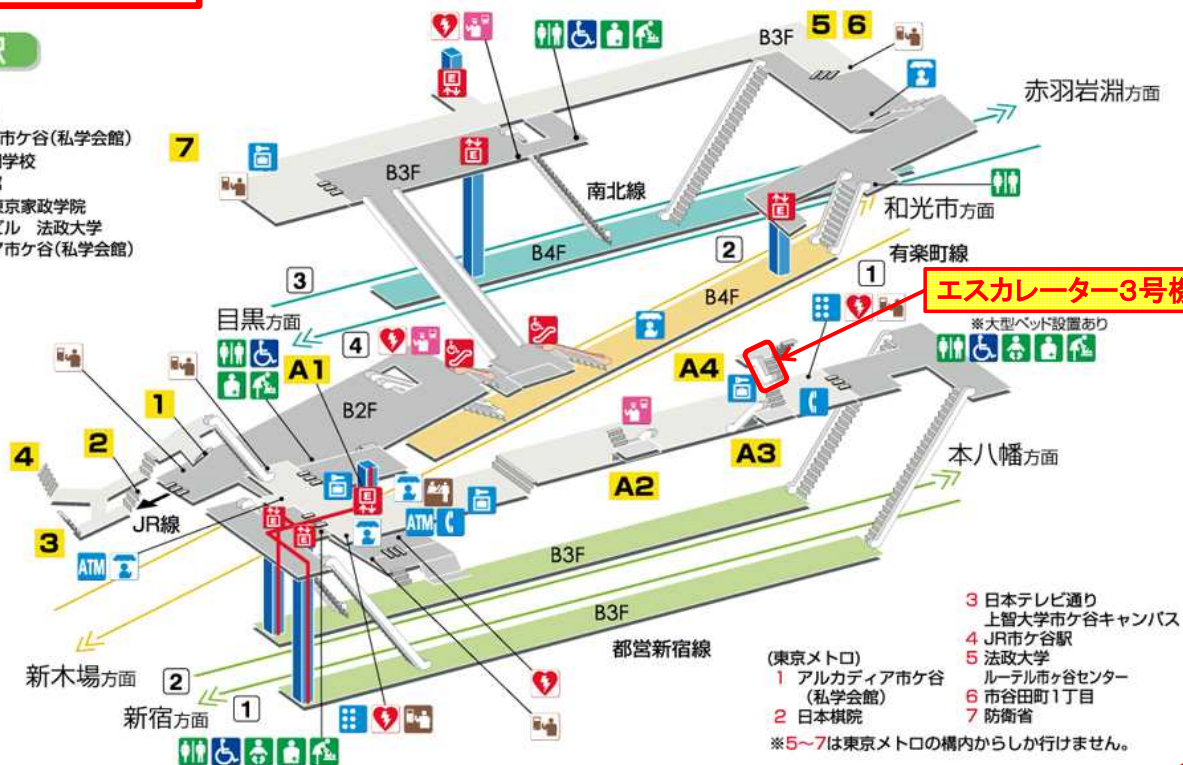 駅
市ケ谷(私学会館)
学校
東京家政学院
ビル 法政大学
ア市ケ谷(私学会館)
B3F
5 6
赤羽岩淵方面
7
B3F
南北線
和光市方面
B4F
2
有楽町線
3
1
B4F
エスカレーター3号機
目黒方面
4
※大型ベッド設置あり
A1
A4
1
B2F
4
2
A3
本八幡方面
A2
JR線
3
ATM
ATM
B3F
B3F
都営新宿線
新木場方面
2
新宿方面
1
(東京メトロ)
1 アルカディア市ケ谷
(私学会館)
2 日本棋院
3 日本テレビ通り
上智大学市ケ谷キャンパス
4 JR市ケ谷駅
5 法政大学
ルーテル市ヶ谷センター
6 市谷田町1丁目
7 防衛省
※5〜7は東京メトロの構内からしか行けません。